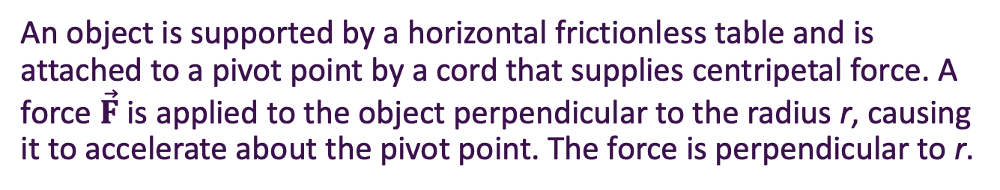 An object is supported by a horizontal frictionless table and is
attached to a pivot point by a cord that supplies centripetal force. A
force F⃗ is applied to the object perpendicular to the radius r, causing
it to accelerate about the pivot point. The force is perpendicular to r.